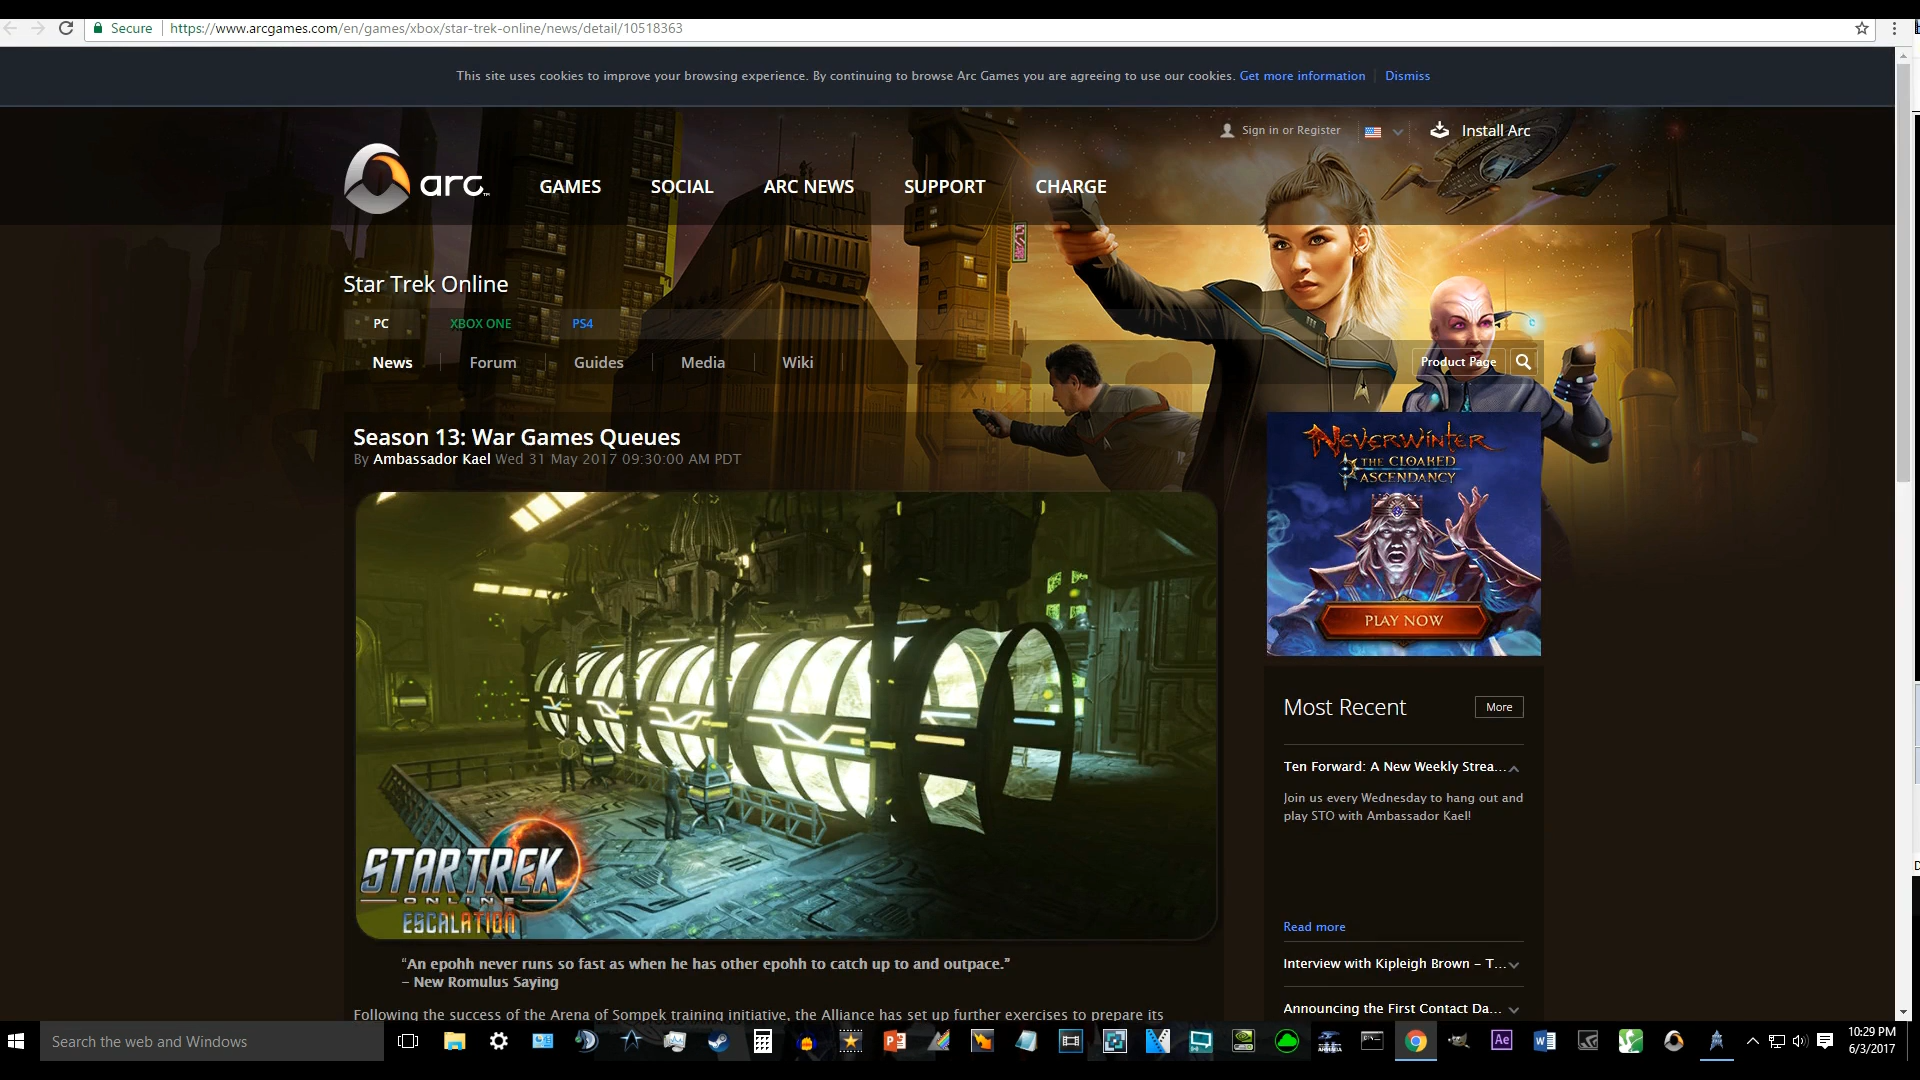 Secure https://www.arcgames.com/en/games/xbox/star-trek-online/news/detail/10518363
This site uses cookies to improve your browsing experience. By continuing to browse Arc Games you are agreeing to use our cookies. Get more information Dismiss
Sign in or Register Install Arc
arc™ GAMES SOCIAL ARC NEWS SUPPORT CHARGE
Star Trek Online
PC XBOX ONE PS4
News Forum Guides Media Wiki Product Page
Season 13: War Games Queues
By Ambassador Kael Wed 31 May 2017 09:30:00 AM PDT
NEVERWINTER
THE CLOAKED
ASCENDANCY
PLAY NOW
STAR TREK
ONLINE
ESCALATION
Most Recent More
Ten Forward: A New Weekly Strea...
Join us every Wednesday to hang out and
play STO with Ambassador Kael!
Read more
Interview with Kipleigh Brown – T...
Announcing the First Contact Da...
“An epohh never runs so fast as when he has other epohh to catch up to and outpace.”
– New Romulus Saying
Following the success of the Arena of Sompek training initiative, the Alliance has set up further exercises to prepare its
Search the web and Windows
Ae
10:29 PM
6/3/2017